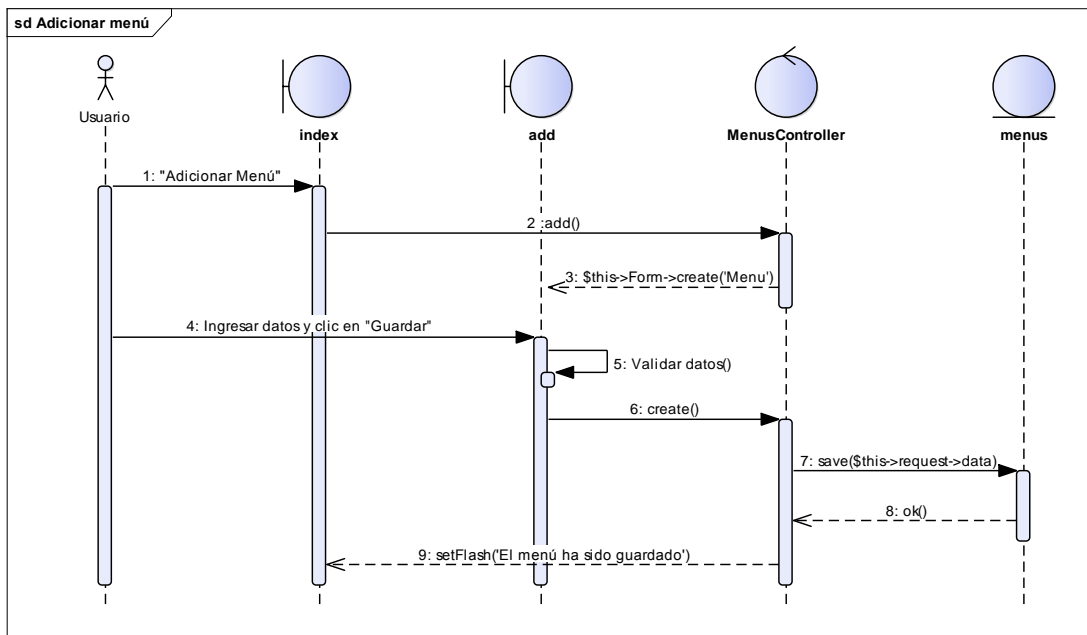 sd Adicionar menú
Usuario
index
add
MenusController
menus
1: "Adicionar Menú"
2 :add()
3: $this->Form->create('Menu')
4: Ingresar datos y clic en "Guardar"
5: Validar datos()
6: create()
7: save($this->request->data)
8: ok()
9: setFlash('El menú ha sido guardado')